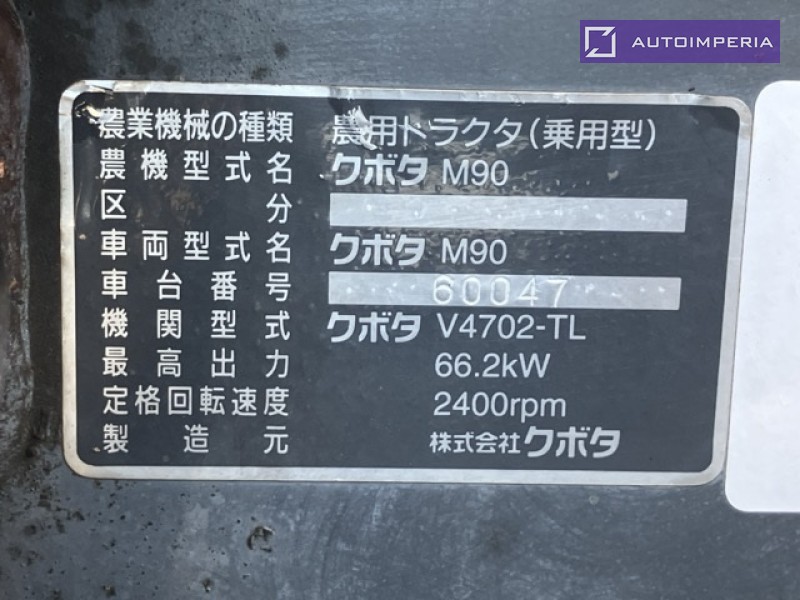 AUTOIMPERIA
農業機械の種類 農用トラクタ(乗用型)
農機型式名 クボタ M90
区分
車両型式名 クボタ M90
車台番号 60047
機関型式 クボタ V4702-TL
最高出力 66.2kW
定格回転速度 2400rpm
製造元 株式会社クボタ